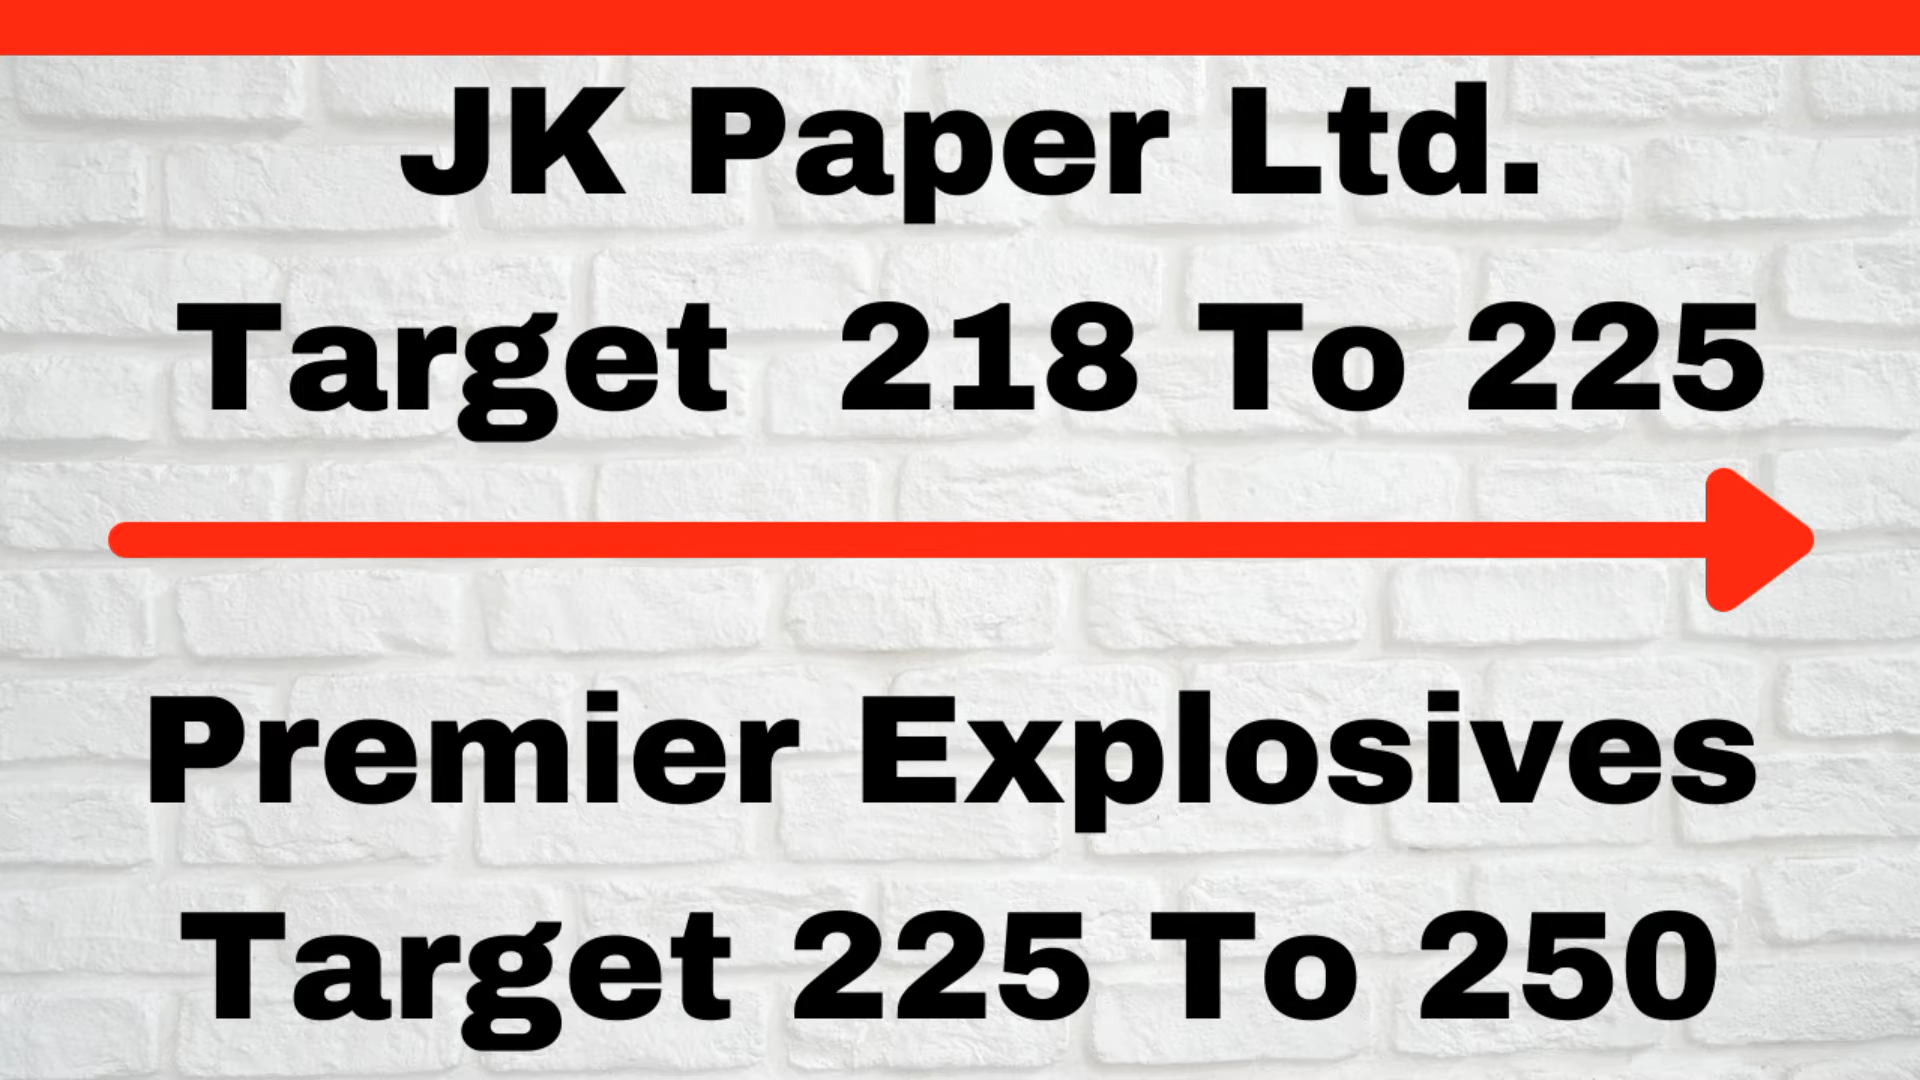 JK Paper Ltd.
Target 218 To 225
Premier Explosives
Target 225 To 250